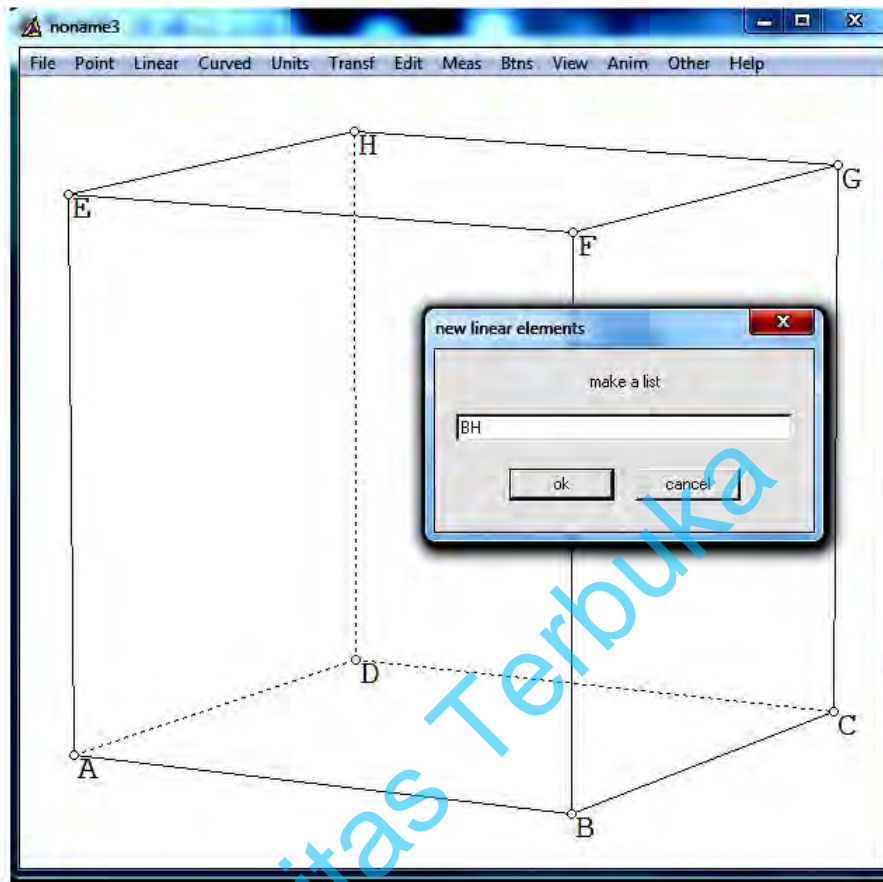 noname3
File Point Linear Curved Units Transf Edit Meas Btns View Anim Other Help
H
G
E
F
new linear elements
make a list
BH
ok cancel
D
C
A
B
itas Terbuka